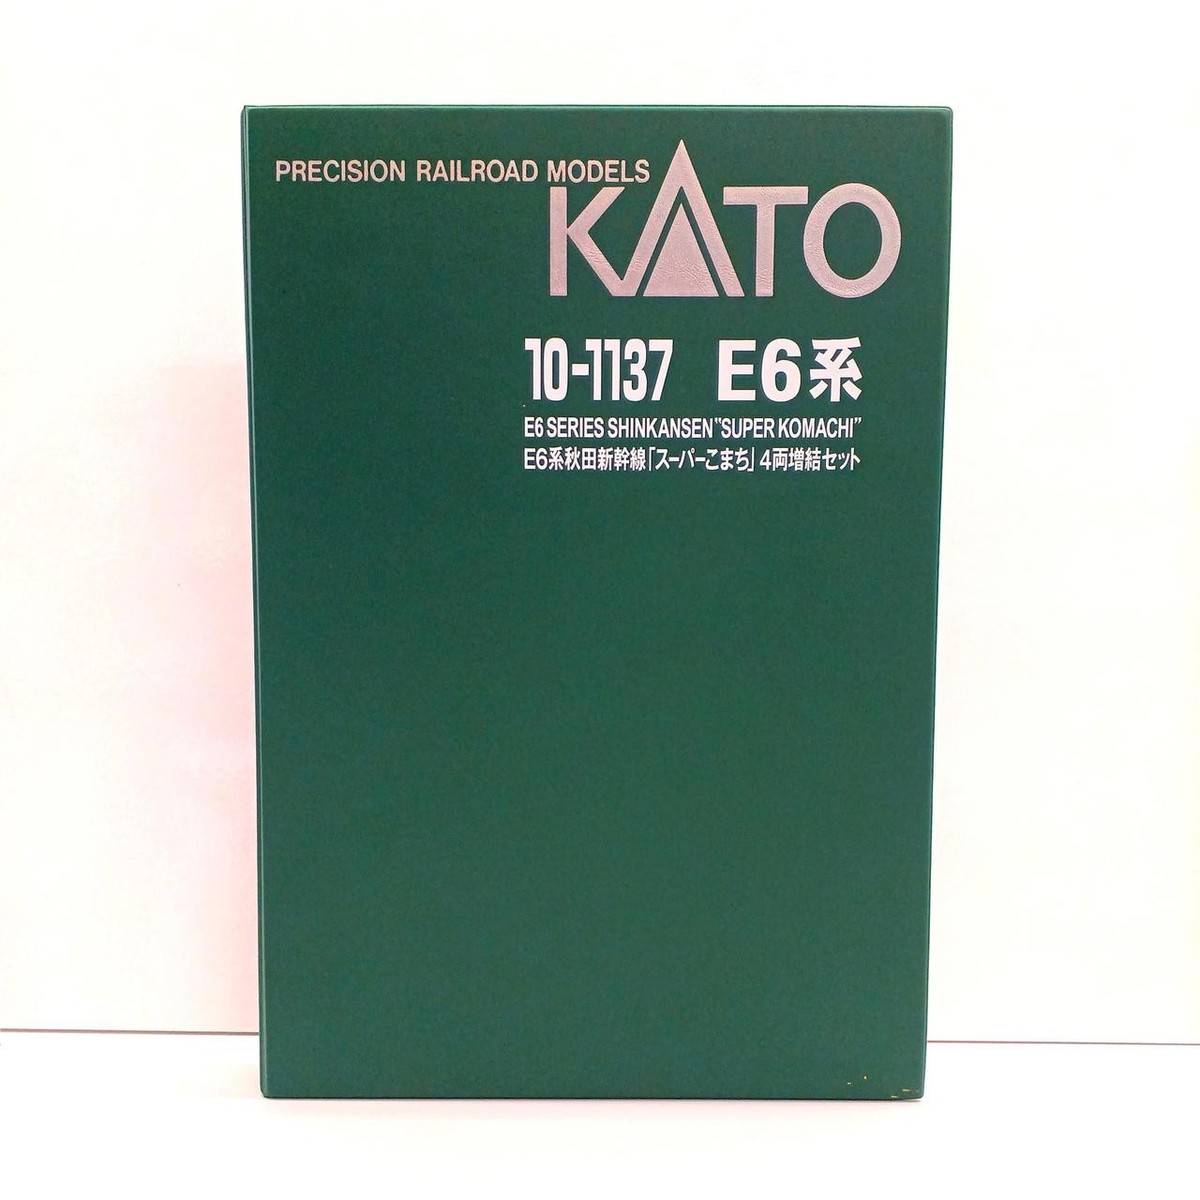 PRECISION RAILROAD MODELS
KATO
10-1137 E6系
E6 SERIES SHINKANSEN "SUPER KOMACHI"
E6系秋田新幹線「スーパーこまち」4両増結セット